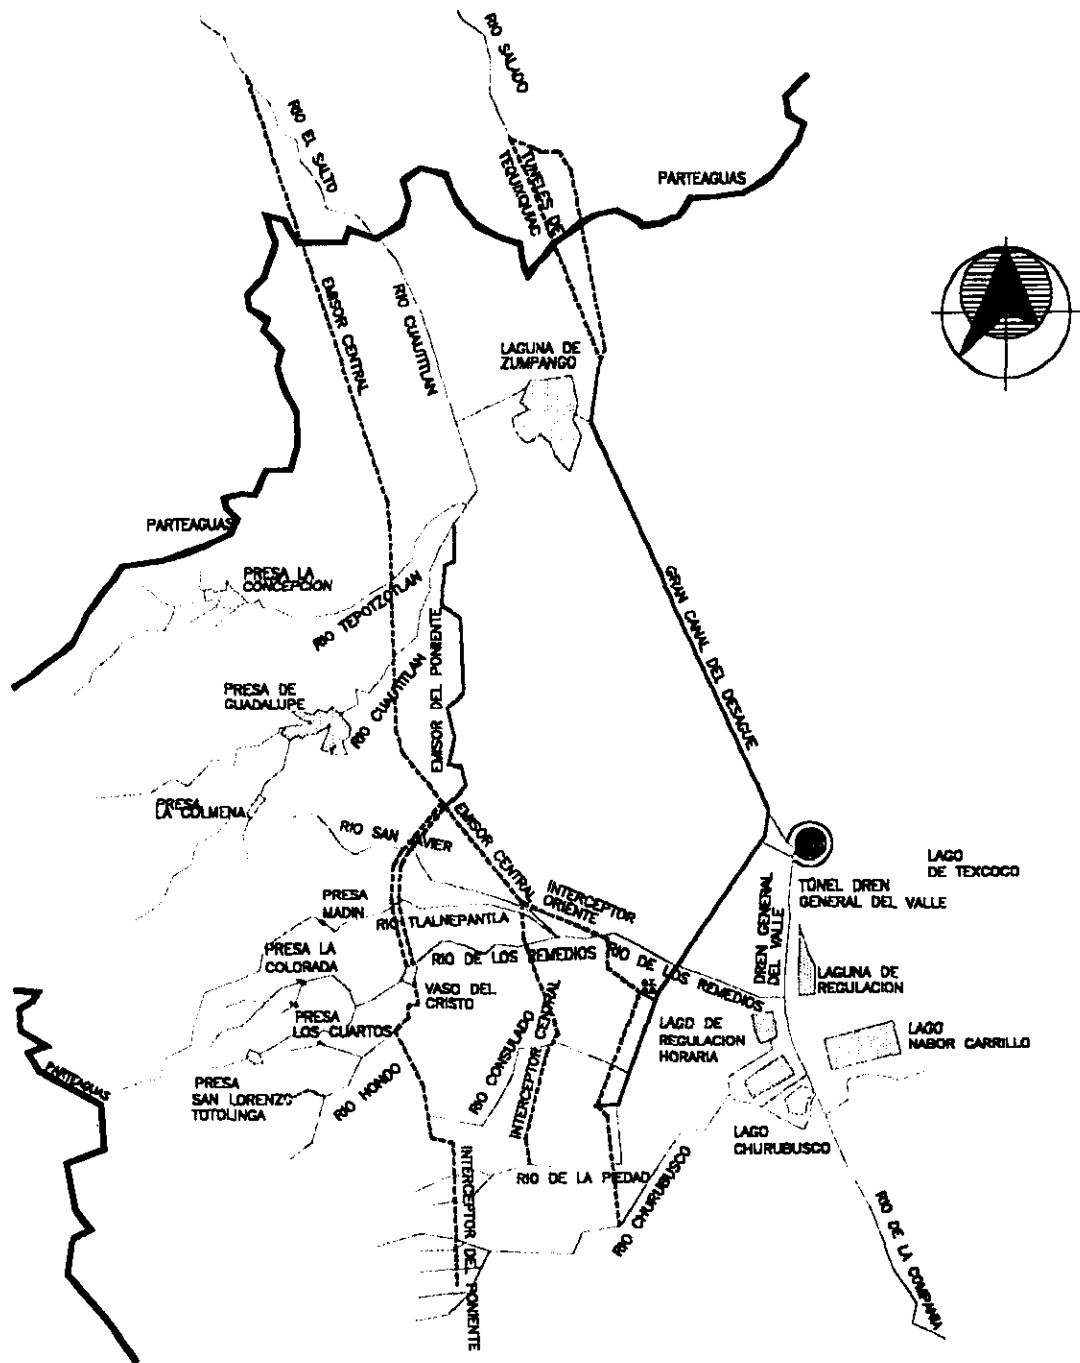 RIO SALADO
RIO EL SALTO
TUNELES DE
TEQUIXQUIAC
PARTEAGUAS
EMISOR CENTRAL
RIO CUAUTITLAN
LAGUNA DE
ZUMPANGO
PARTEAGUAS
PRESA LA
CONCEPCION
RIO TEPOTZOTLAN
GRAN CANAL DEL DESAGUE
EMISOR DEL PONIENTE
PRESA DE
GUADALUPE
RIO CUAUTITLAN
PRESA
LA COLMENA
RIO SAN JAVIER
EMISOR CENTRAL
LAGO
DE TEXCOCO
TUNEL DREN
GENERAL DEL VALLE
INTERCEPTOR
ORIENTE
DREN GENERAL
DEL VALLE
PRESA
MADIN
RIO TLALNEPANTLA
PRESA LA
COLORADA
RIO DE LOS REMEDIOS
RIO DE LOS REMEDIOS
LAGUNA DE
REGULACION
VASO DEL
CRISTO
PRESA
LOS CUARTOS
LAGO DE
REGULACION
HORARIA
LAGO
NABOR CARRILLO
PARTEAGUAS
PRESA
SAN LORENZO
TOTOLINGA
RIO HONDO
RIO CONSULADO
INTERCEPTOR CENTRAL
LAGO
CHURUBUSCO
RIO DE LA PIEDAD
RIO CHURUBUSCO
INTERCEPTOR DEL PONIENTE
RIO DE LA COMPANIA